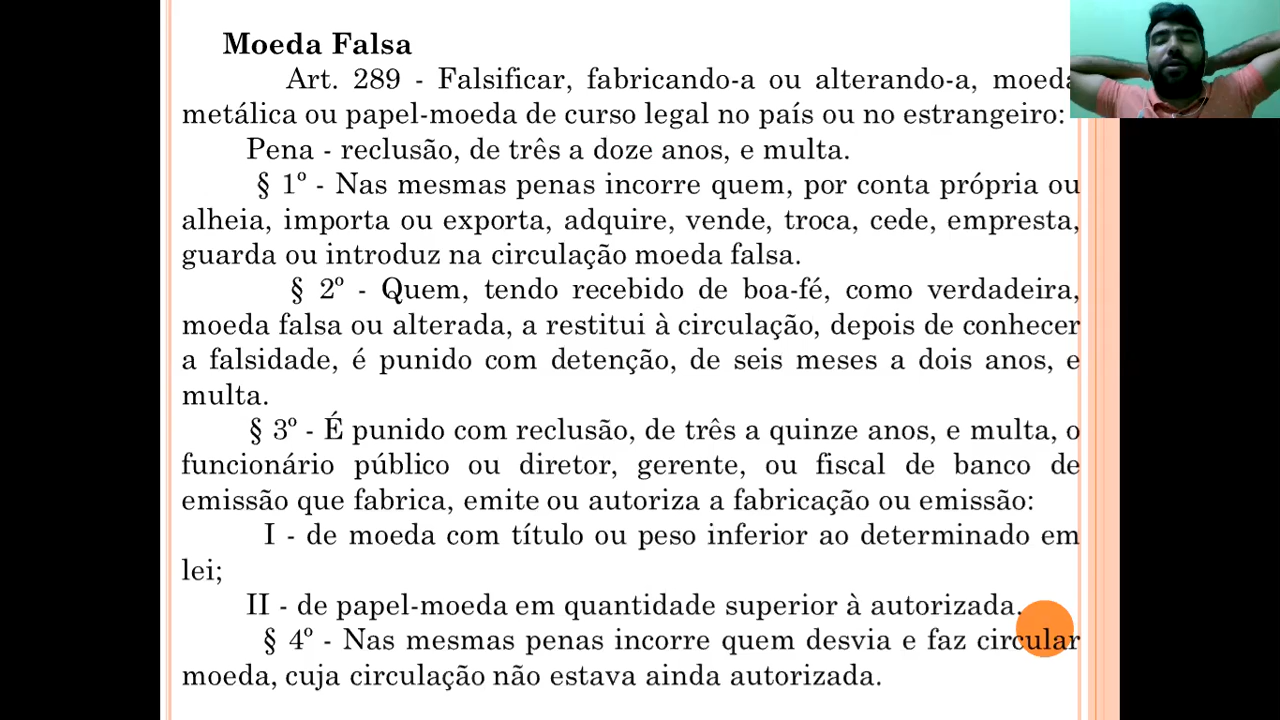 Moeda Falsa
Art. 289 - Falsificar, fabricando-a ou alterando-a, moeda
metálica ou papel-moeda de curso legal no país ou no estrangeiro:
Pena - reclusão, de três a doze anos, e multa.
§ 1º - Nas mesmas penas incorre quem, por conta própria ou
alheia, importa ou exporta, adquire, vende, troca, cede, empresta,
guarda ou introduz na circulação moeda falsa.
§ 2º - Quem, tendo recebido de boa-fé, como verdadeira,
moeda falsa ou alterada, a restitui à circulação, depois de conhecer
a falsidade, é punido com detenção, de seis meses a dois anos, e
multa.
§ 3º - É punido com reclusão, de três a quinze anos, e multa, o
funcionário público ou diretor, gerente, ou fiscal de banco de
emissão que fabrica, emite ou autoriza a fabricação ou emissão:
I - de moeda com título ou peso inferior ao determinado em
lei;
II - de papel-moeda em quantidade superior à autorizada.
§ 4º - Nas mesmas penas incorre quem desvia e faz circular
moeda, cuja circulação não estava ainda autorizada.